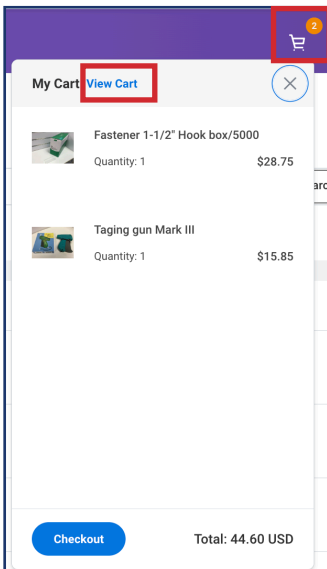 2
My Cart View Cart
Fastener 1-1/2" Hook box/5000
Quantity: 1 $28.75
Taging gun Mark III
Quantity: 1 $15.85
Checkout Total: 44.60 USD